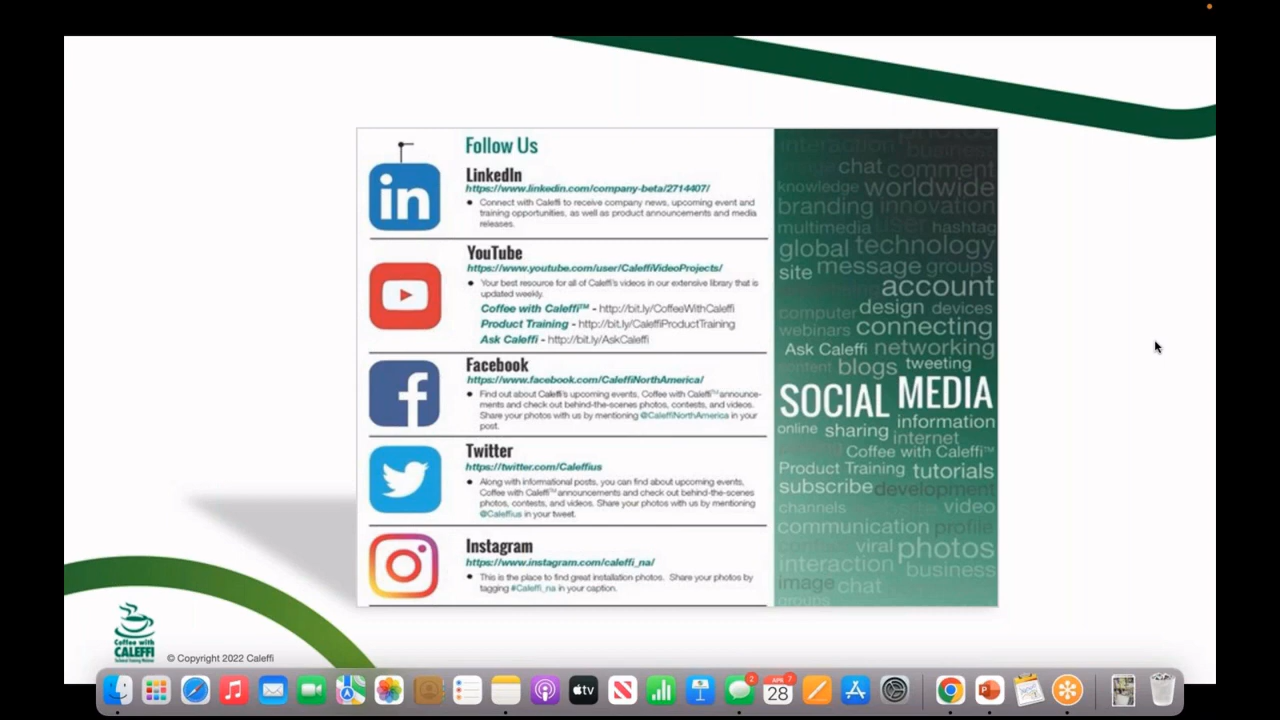 Follow Us
LinkedIn
https://www.linkedin.com/company-beta/2714407/
• Connect with Caleffi to receive company news, upcoming event and
training opportunities, as well as product announcements and media
releases.
YouTube
https://www.youtube.com/user/CaleffiVideoProjects/
• Your best resource for all of Caleffi's videos in our extensive library that is
updated weekly.
Coffee with Caleffi™ - http://bit.ly/CoffeeWithCaleffi
Product Training - http://bit.ly/CaleffiProductTraining
Ask Caleffi - http://bit.ly/AskCaleffi
Facebook
https://www.facebook.com/CaleffiNorthAmerica/
• Find out about Caleffi's upcoming events, Coffee with Caleffi™ announce-
ments and check out behind-the-scenes photos, contests, and videos.
Share your photos with us by mentioning @CaleffiNorthAmerica in your
post.
Twitter
https://twitter.com/Caleffius
• Along with informational posts, you can find about upcoming events,
Coffee with Caleffi™ announcements and check out behind-the-scenes
photos, contests, and videos. Share your photos with us by mentioning
@Caleffius in your tweet.
Instagram
https://www.instagram.com/caleffi_na/
• This is the place to find great installation photos. Share your photos by
tagging #Caleffi_na in your caption.
photos
interaction business
chat comment
knowledge worldwide
branding innovation
multimedia user hashtag
global technology
site message groups
account
computer design devices
webinars connecting
Ask Caleffi networking
content blogs tweeting
SOCIAL MEDIA
online sharing information
internet
Coffee with Caleffi™
Product Training tutorials
subscribe development
channels video
communication profile
viral photos
interaction business
image chat
groups
Coffee with
CALEFFI
Technical Training Webinar
© Copyright 2022 Caleffi
tv
2
APR 7
28